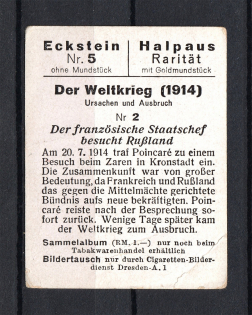 Eckstein Halpaus
Nr. 5 Rarität
ohne Mundstück mit Goldmundstück
Der Weltkrieg (1914)
Ursachen und Ausbruch
Nr 2
Der französische Staatschef
besucht Rußland
Am 20. 7. 1914 traf Poincaré zu einem
Besuch beim Zaren in Kronstadt ein.
Die Zusammenkunft war von großer
Bedeutung, da Frankreich und Rußland
das gegen die Mittelmächte gerichtete
Bündnis aufs neue bekräftigten. Poin-
caré reiste nach der Besprechung so-
fort zurück. Wenige Tage später kam
der Weltkrieg zum Ausbruch.
Sammelalbum (RM. 1.—) nur noch beim
Tabakwarenhandel erhältlich
Bildertausch nur durch Cigaretten-Bilder-
dienst Dresden-A. 1